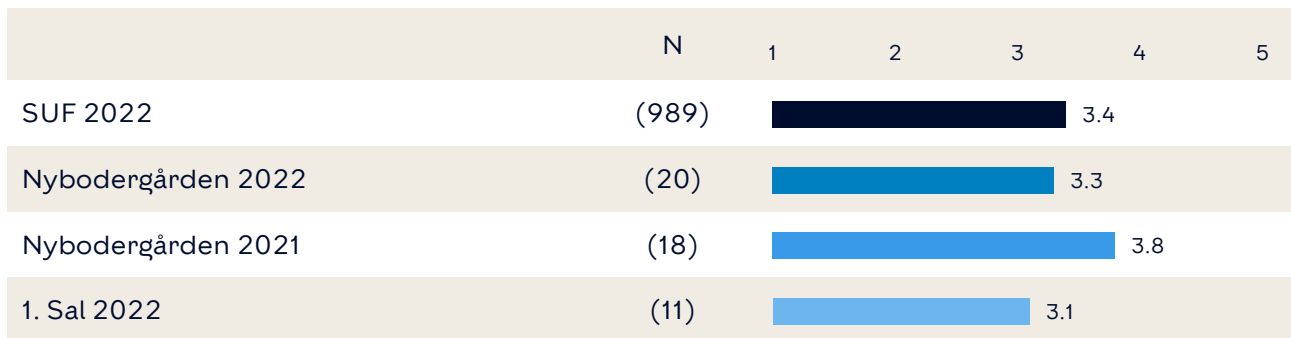 N 1 2 3 4 5
SUF 2022 (989) 3.4
Nybodergården 2022 (20) 3.3
Nybodergården 2021 (18) 3.8
1. Sal 2022 (11) 3.1